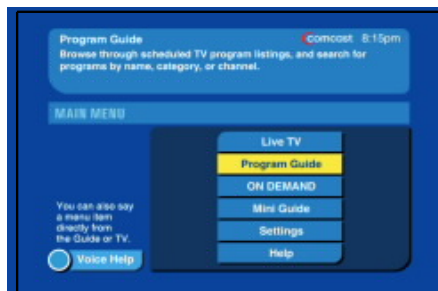 Program Guide
comcast 8:15pm
Browse through scheduled TV program listings, and search for
programs by name, category, or channel.
MAIN MENU
Live TV
Program Guide
ON DEMAND
Mini Guide
Settings
Help
You can also say
a menu item
directly from
the Guide or TV.
Voice Help